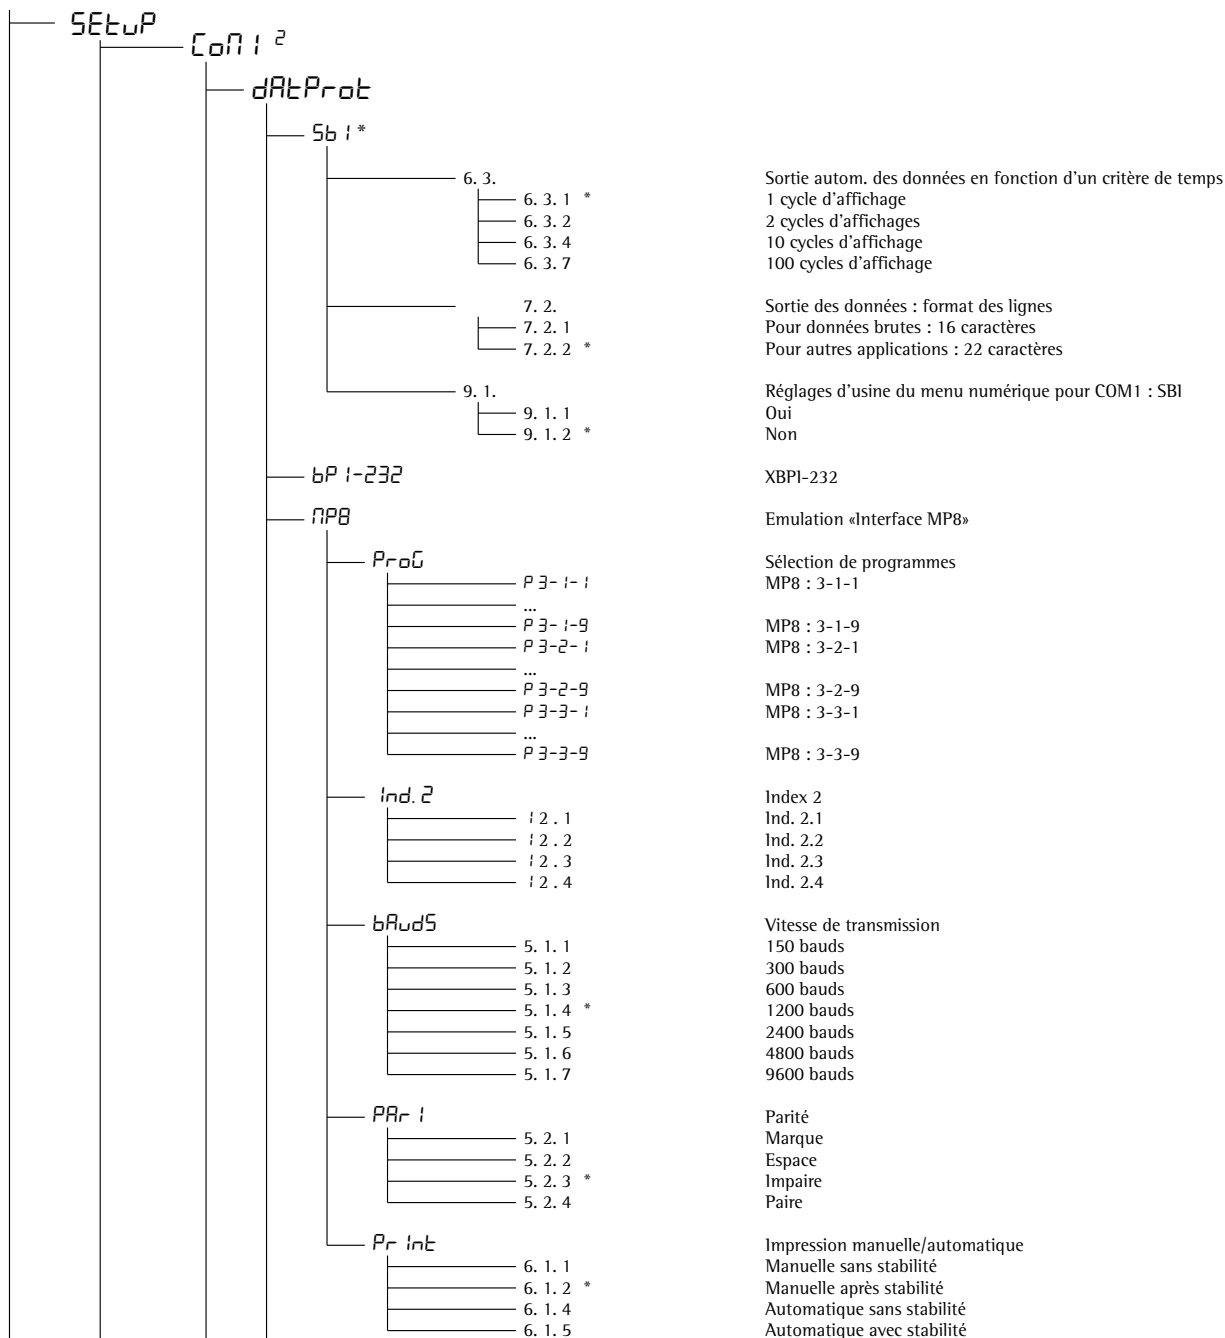 SEtuP
CoM1 2
dAtProt
Sb1 *
6. 3. Sortie autom. des données en fonction d'un critère de temps
6. 3. 1 * 1 cycle d'affichage
6. 3. 2 2 cycles d'affichages
6. 3. 4 10 cycles d'affichage
6. 3. 7 100 cycles d'affichage
7. 2. Sortie des données : format des lignes
7. 2. 1 Pour données brutes : 16 caractères
7. 2. 2 * Pour autres applications : 22 caractères
9. 1. Réglages d'usine du menu numérique pour COM1 : SBI
9. 1. 1 Oui
9. 1. 2 * Non
bP1-232 XBPI-232
MP8 Emulation «Interface MP8»
ProG Sélection de programmes
P 3-1-1 MP8 : 3-1-1
...
P 3-1-9 MP8 : 3-1-9
P 3-2-1 MP8 : 3-2-1
...
P 3-2-9 MP8 : 3-2-9
P 3-3-1 MP8 : 3-3-1
...
P 3-3-9 MP8 : 3-3-9
Ind. 2 Index 2
I 2 . 1 Ind. 2.1
I 2 . 2 Ind. 2.2
I 2 . 3 Ind. 2.3
I 2 . 4 Ind. 2.4
bAudS Vitesse de transmission
5. 1. 1 150 bauds
5. 1. 2 300 bauds
5. 1. 3 600 bauds
5. 1. 4 * 1200 bauds
5. 1. 5 2400 bauds
5. 1. 6 4800 bauds
5. 1. 7 9600 bauds
PAr I Parité
5. 2. 1 Marque
5. 2. 2 Espace
5. 2. 3 * Impaire
5. 2. 4 Paire
Pr Int Impression manuelle/automatique
6. 1. 1 Manuelle sans stabilité
6. 1. 2 * Manuelle après stabilité
6. 1. 4 Automatique sans stabilité
6. 1. 5 Automatique avec stabilité